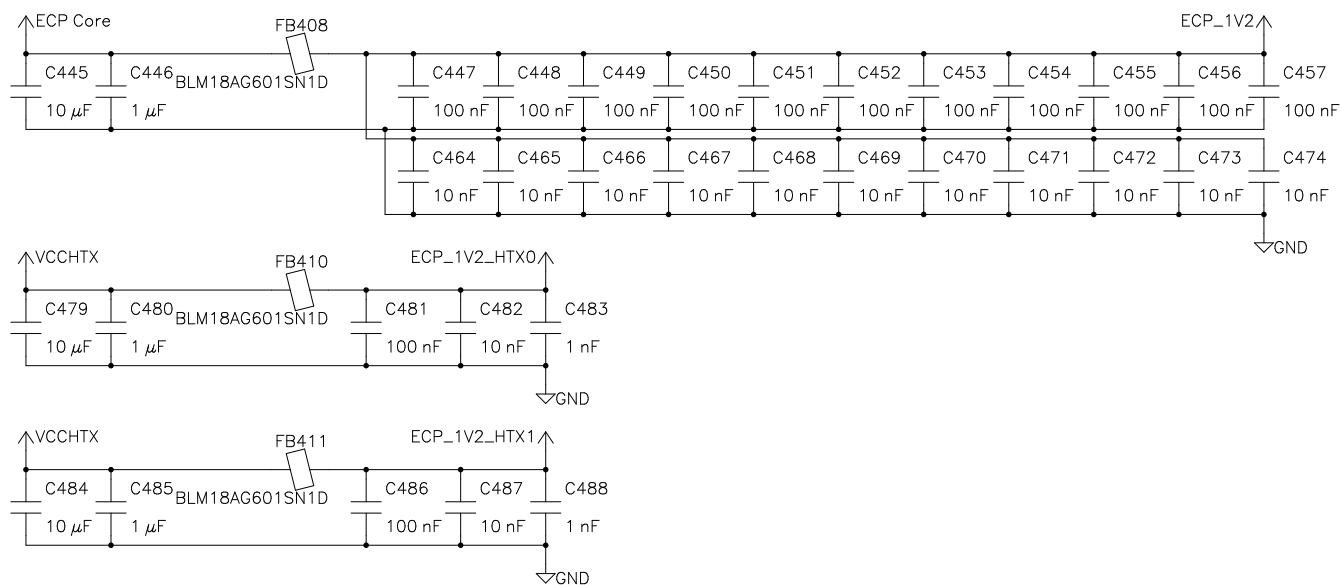 ECP Core
FB408
ECP_1V2
C445
C446
BLM18AG601SN1D
C447
C448
C449
C450
C451
C452
C453
C454
C455
C456
C457
10 μF
1 μF
100 nF
100 nF
100 nF
100 nF
100 nF
100 nF
100 nF
100 nF
100 nF
100 nF
100 nF
C464
C465
C466
C467
C468
C469
C470
C471
C472
C473
C474
10 nF
10 nF
10 nF
10 nF
10 nF
10 nF
10 nF
10 nF
10 nF
10 nF
10 nF
GND
VCCHTX
FB410
ECP_1V2_HTX0
C479
C480
BLM18AG601SN1D
C481
C482
C483
10 μF
1 μF
100 nF
10 nF
1 nF
GND
VCCHTX
FB411
ECP_1V2_HTX1
C484
C485
BLM18AG601SN1D
C486
C487
C488
10 μF
1 μF
100 nF
10 nF
1 nF
GND